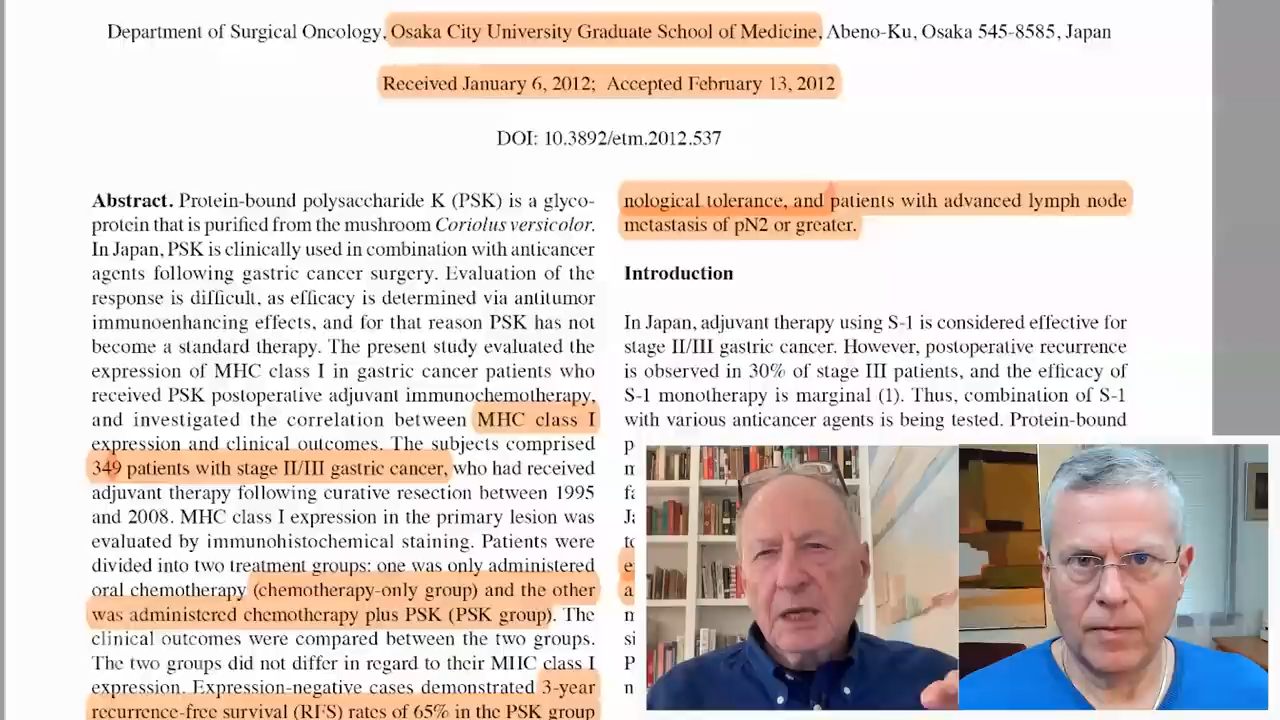 Department of Surgical Oncology, Osaka City University Graduate School of Medicine, Abeno-Ku, Osaka 545-8585, Japan
Received January 6, 2012; Accepted February 13, 2012
DOI: 10.3892/etm.2012.537
Abstract. Protein-bound polysaccharide K (PSK) is a glyco-
protein that is purified from the mushroom Coriolus versicolor.
In Japan, PSK is clinically used in combination with anticancer
agents following gastric cancer surgery. Evaluation of the
response is difficult, as efficacy is determined via antitumor
immunoenhancing effects, and for that reason PSK has not
become a standard therapy. The present study evaluated the
expression of MHC class I in gastric cancer patients who
received PSK postoperative adjuvant immunochemotherapy,
and investigated the correlation between MHC class I
expression and clinical outcomes. The subjects comprised
349 patients with stage II/III gastric cancer, who had received
adjuvant therapy following curative resection between 1995
and 2008. MHC class I expression in the primary lesion was
evaluated by immunohistochemical staining. Patients were
divided into two treatment groups: one was only administered
oral chemotherapy (chemotherapy-only group) and the other
was administered chemotherapy plus PSK (PSK group). The
clinical outcomes were compared between the two groups.
The two groups did not differ in regard to their MHC class I
expression. Expression-negative cases demonstrated 3-year
recurrence-free survival (RFS) rates of 65% in the PSK group
nological tolerance, and patients with advanced lymph node
metastasis of pN2 or greater.
Introduction
In Japan, adjuvant therapy using S-1 is considered effective for
stage II/III gastric cancer. However, postoperative recurrence
is observed in 30% of stage III patients, and the efficacy of
S-1 monotherapy is marginal (1). Thus, combination of S-1
with various anticancer agents is being tested. Protein-bound